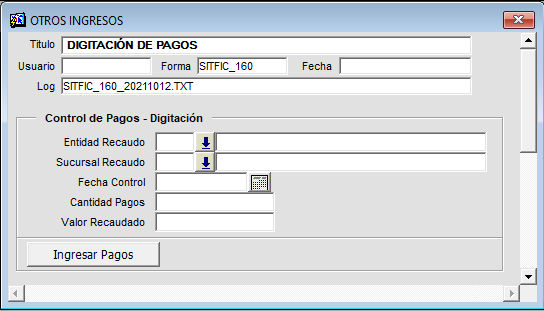 OTROS INGRESOS
Titulo DIGITACIÓN DE PAGOS
Usuario Forma SITFIC_160 Fecha
Log SITFIC_160_20211012.TXT
Control de Pagos - Digitación
Entidad Recaudo
Sucursal Recaudo
Fecha Control
Cantidad Pagos
Valor Recaudado
Ingresar Pagos